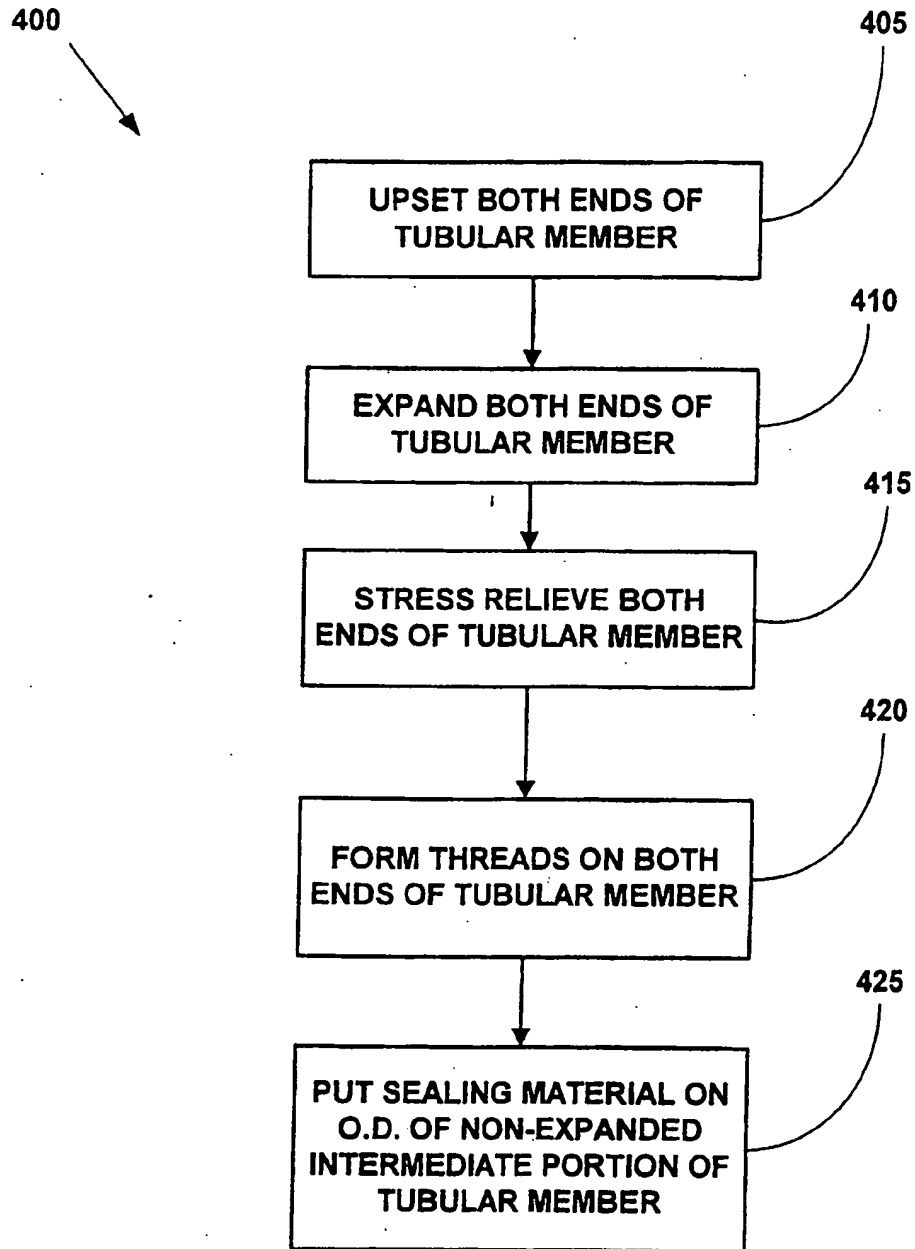 400
405
UPSET BOTH ENDS OF
TUBULAR MEMBER
410
EXPAND BOTH ENDS OF
TUBULAR MEMBER
415
STRESS RELIEVE BOTH
ENDS OF TUBULAR MEMBER
420
FORM THREADS ON BOTH
ENDS OF TUBULAR MEMBER
425
PUT SEALING MATERIAL ON
O.D. OF NON-EXPANDED
INTERMEDIATE PORTION OF
TUBULAR MEMBER